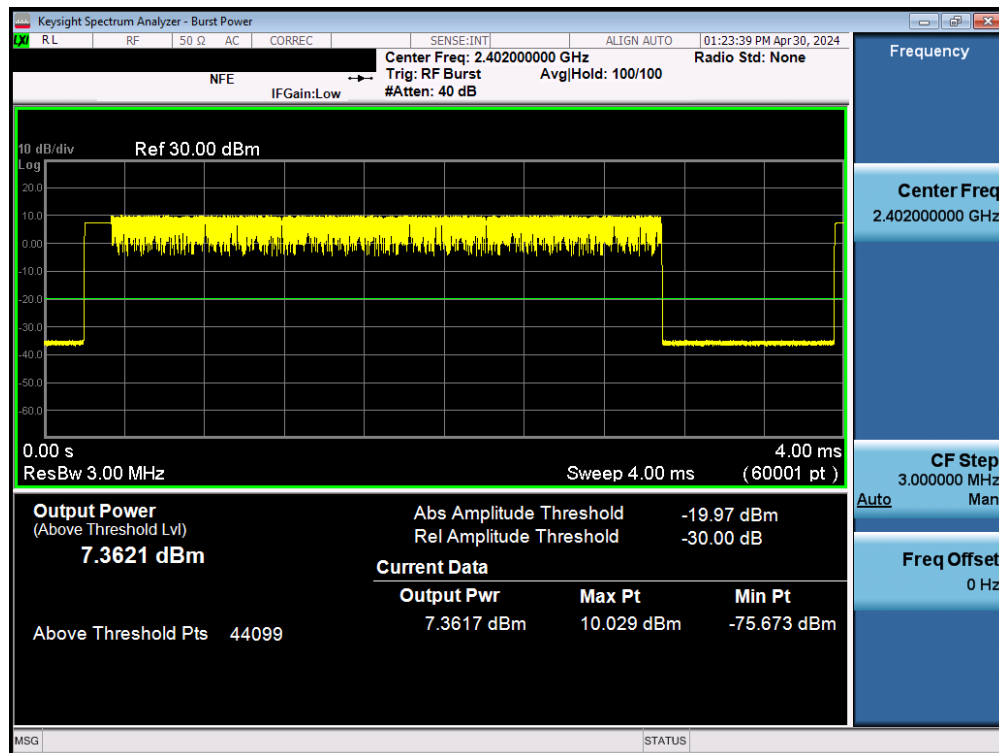 Keysight Spectrum Analyzer - Burst Power
LXI RL RF 50 Ω AC CORREC SENSE:INT ALIGN AUTO 01:23:39 PM Apr 30, 2024
Frequency
Center Freq: 2.402000000 GHz Radio Std: None
NFE Trig: RF Burst Avg|Hold: 100/100
IFGain:Low #Atten: 40 dB
10 dB/div Ref 30.00 dBm
Log
20.0
10.0
0.00
-10.0
-20.0
-30.0
-40.0
-50.0
-60.0
0.00 s 4.00 ms
ResBw 3.00 MHz Sweep 4.00 ms (60001 pt )
Output Power
(Above Threshold Lvl)
7.3621 dBm
Above Threshold Pts 44099
Abs Amplitude Threshold -19.97 dBm
Rel Amplitude Threshold -30.00 dB
Current Data
Output Pwr Max Pt Min Pt
7.3617 dBm 10.029 dBm -75.673 dBm
Center Freq
2.402000000 GHz
CF Step
3.000000 MHz
Auto Man
Freq Offset
0 Hz
MSG STATUS